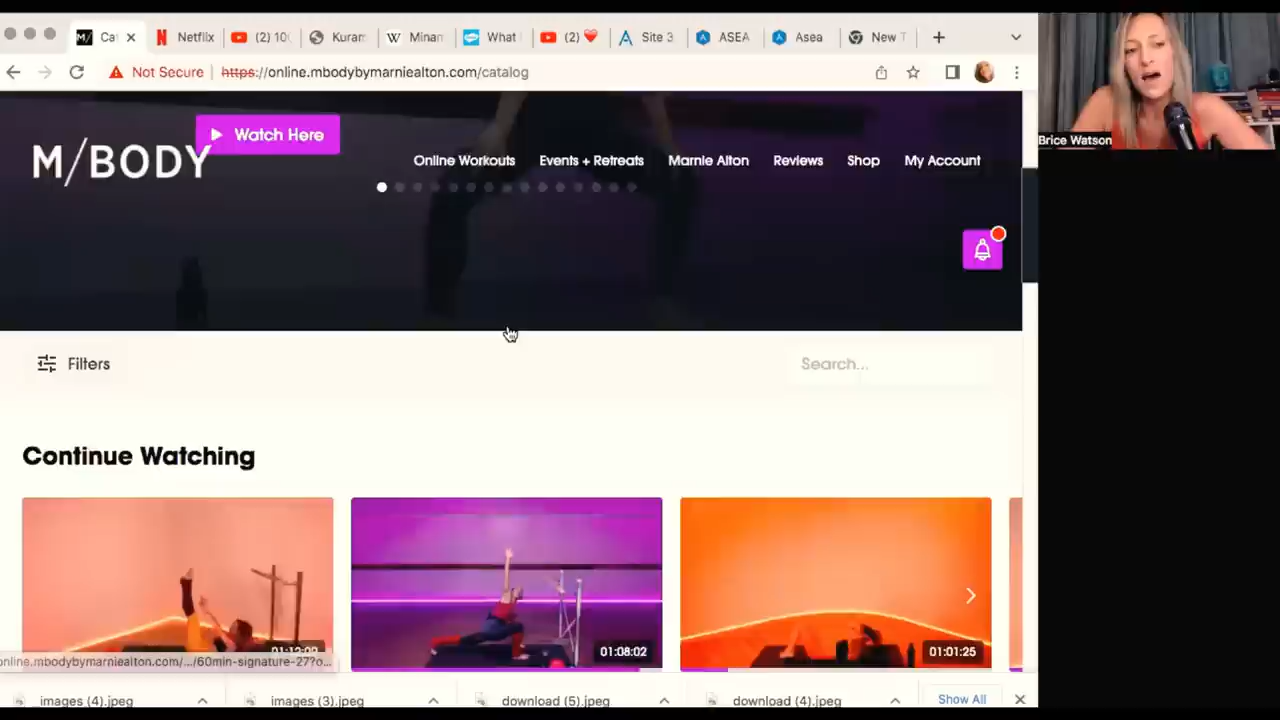 Ca
Netflix
(2) 10(
Kuram
Minam
What
(2)
Site 3
ASEA
Asea
New T
Not Secure
https://online.mbodybymarniealton.com/catalog
Watch Here
M/BODY
Online Workouts
Events + Retreats
Marnie Alton
Reviews
Shop
My Account
Brice Watson
Filters
Search...
Continue Watching
01:08:02
01:01:25
online.mbodybymarniealton.com/.../60min-signature-27?o...
images (4).jpeg
images (3).jpeg
download (5).jpeg
download (4).jpeg
Show All